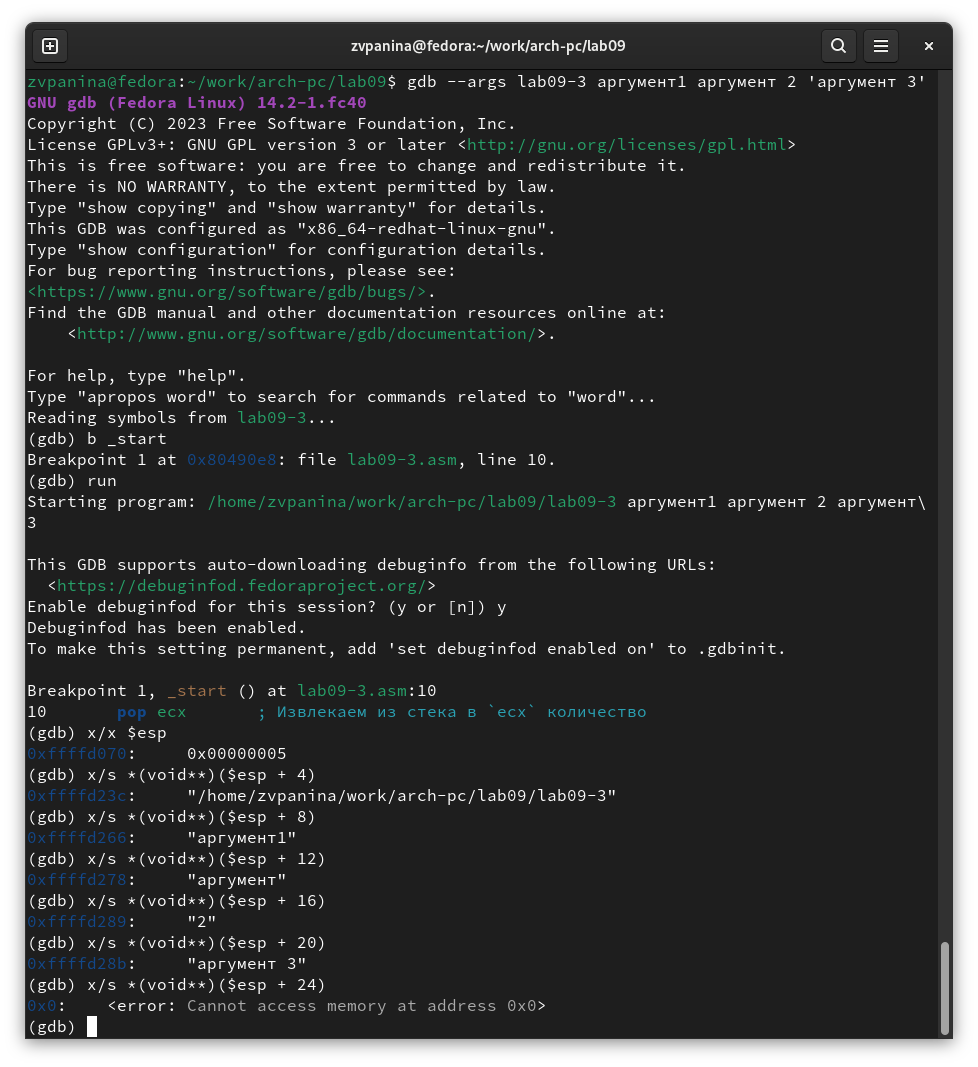 zvpanina@fedora:~/work/arch-pc/lab09
zvpanina@fedora:~/work/arch-pc/lab09$ gdb --args lab09-3 аргумент1 аргумент 2 'аргумент 3'
GNU gdb (Fedora Linux) 14.2-1.fc40
Copyright (C) 2023 Free Software Foundation, Inc.
License GPLv3+: GNU GPL version 3 or later <http://gnu.org/licenses/gpl.html>
This is free software: you are free to change and redistribute it.
There is NO WARRANTY, to the extent permitted by law.
Type "show copying" and "show warranty" for details.
This GDB was configured as "x86_64-redhat-linux-gnu".
Type "show configuration" for configuration details.
For bug reporting instructions, please see:
<https://www.gnu.org/software/gdb/bugs/>.
Find the GDB manual and other documentation resources online at:
    <http://www.gnu.org/software/gdb/documentation/>.

For help, type "help".
Type "apropos word" to search for commands related to "word"...
Reading symbols from lab09-3...
(gdb) b _start
Breakpoint 1 at 0x80490e8: file lab09-3.asm, line 10.
(gdb) run
Starting program: /home/zvpanina/work/arch-pc/lab09/lab09-3 аргумент1 аргумент 2 аргумент\
3

This GDB supports auto-downloading debuginfo from the following URLs:
  <https://debuginfod.fedoraproject.org/>
Enable debuginfod for this session? (y or [n]) y
Debuginfod has been enabled.
To make this setting permanent, add 'set debuginfod enabled on' to .gdbinit.

Breakpoint 1, _start () at lab09-3.asm:10
10       pop ecx       ; Извлекаем из стека в `ecx` количество
(gdb) x/x $esp
0xffffd070:     0x00000005
(gdb) x/s *(void**)($esp + 4)
0xffffd23c:     "/home/zvpanina/work/arch-pc/lab09/lab09-3"
(gdb) x/s *(void**)($esp + 8)
0xffffd266:     "аргумент1"
(gdb) x/s *(void**)($esp + 12)
0xffffd278:     "аргумент"
(gdb) x/s *(void**)($esp + 16)
0xffffd289:     "2"
(gdb) x/s *(void**)($esp + 20)
0xffffd28b:     "аргумент 3"
(gdb) x/s *(void**)($esp + 24)
0x0:    <error: Cannot access memory at address 0x0>
(gdb)